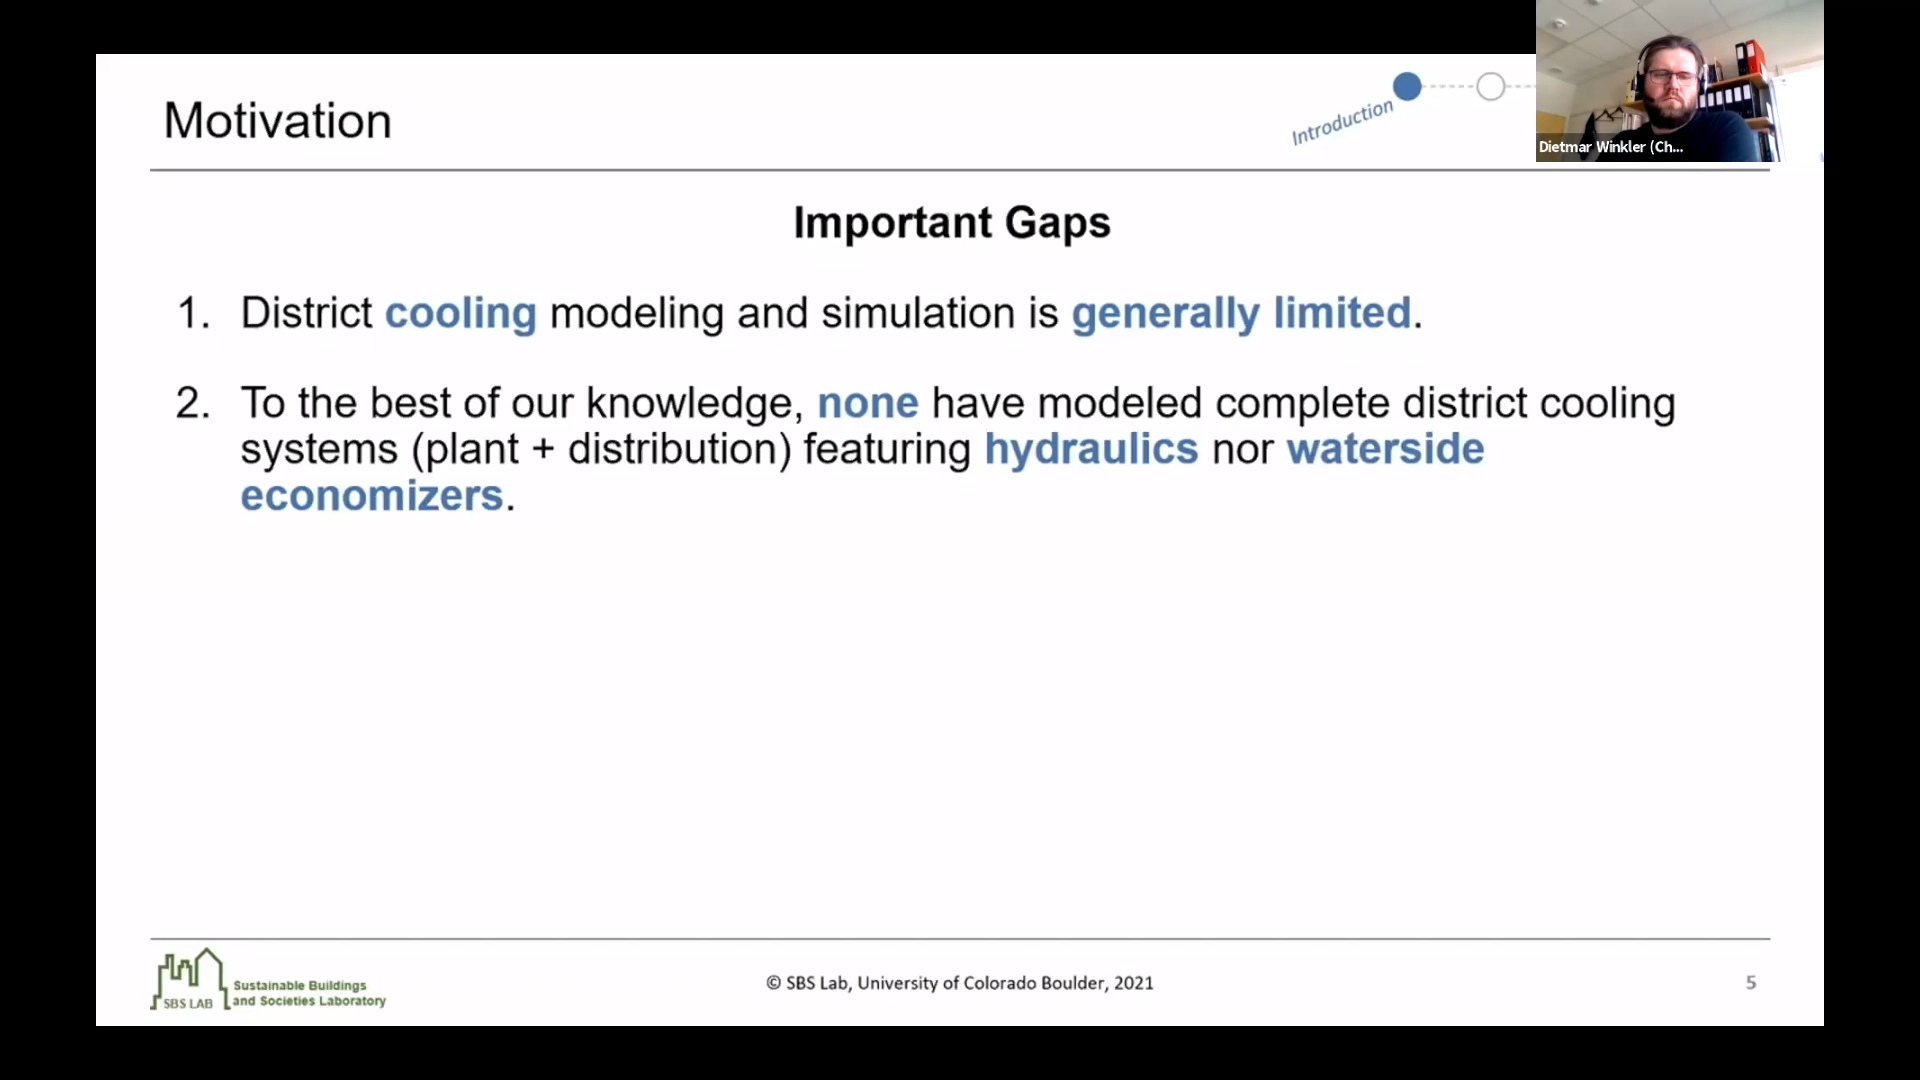 Motivation
Introduction
Dietmar Winkler (Ch...
Important Gaps
1. District cooling modeling and simulation is generally limited.
2. To the best of our knowledge, none have modeled complete district cooling
systems (plant + distribution) featuring hydraulics nor waterside
economizers.
SBS LAB
Sustainable Buildings
and Societies Laboratory
© SBS Lab, University of Colorado Boulder, 2021
5